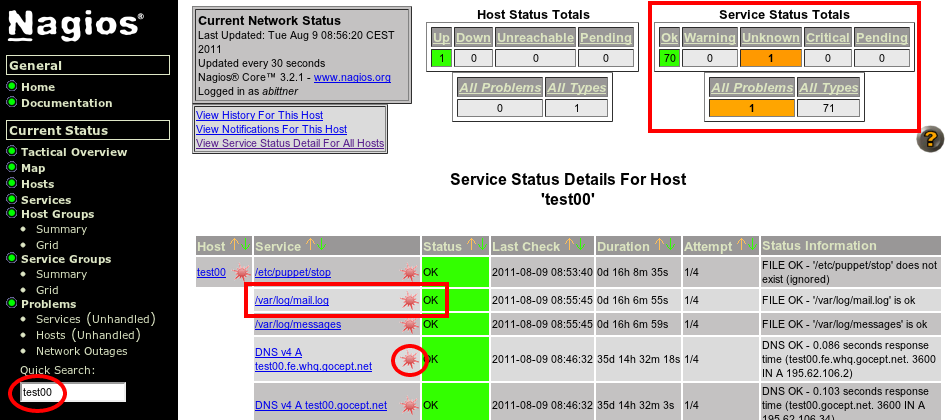 Nagios®
General
Home
Documentation
Current Status
Tactical Overview
Map
Hosts
Services
Host Groups
Summary
Grid
Service Groups
Summary
Grid
Problems
Services (Unhandled)
Hosts (Unhandled)
Network Outages
Quick Search:
test00
Current Network Status
Last Updated: Tue Aug 9 08:56:20 CEST
2011
Updated every 30 seconds
Nagios® Core™ 3.2.1 - www.nagios.org
Logged in as abittner
View History For This Host
View Notifications For This Host
View Service Status Detail For All Hosts
Host Status Totals
Up Down Unreachable Pending
1 0 0 0
All Problems All Types
0 1
Service Status Totals
Ok Warning Unknown Critical Pending
70 0 1 0 0
All Problems All Types
1 71
?
Service Status Details For Host
'test00'
Host Service Status Last Check Duration Attempt Status Information
test00 /etc/puppet/stop OK 2011-08-09 08:53:40 0d 16h 8m 35s 1/4 FILE OK - '/etc/puppet/stop' does not
exist (ignored)
/var/log/mail.log OK 2011-08-09 08:55:45 0d 16h 6m 55s 1/4 FILE OK - '/var/log/mail.log' is ok
/var/log/messages OK 2011-08-09 08:55:45 0d 16h 6m 59s 1/4 FILE OK - '/var/log/messages' is ok
DNS v4 A
test00.fe.whq.gocept.net OK 2011-08-09 08:46:32 35d 14h 32m 18s 1/4 DNS OK - 0.086 seconds response
time (test00.fe.whq.gocept.net. 3600
IN A 195.62.106.2)
DNS v4 A test00.gocept.net OK 2011-08-09 08:46:32 35d 14h 32m 3s 1/4 DNS OK - 0.103 seconds response
time (test00.gocept.net. 3600 IN A
195.62.106.34)